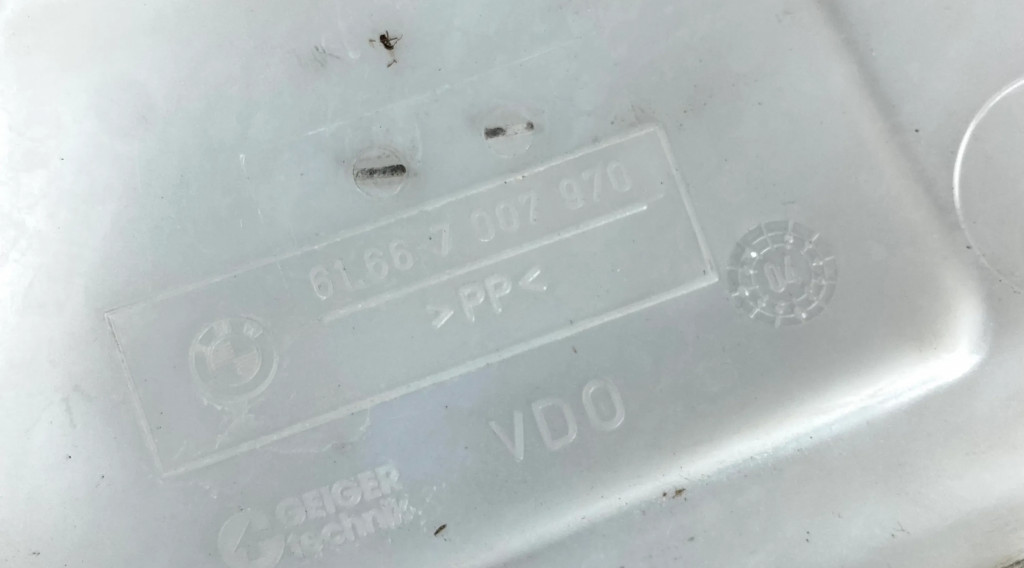 61.66-7 007 970
>PP<
04
VDO
GEIGER
technik